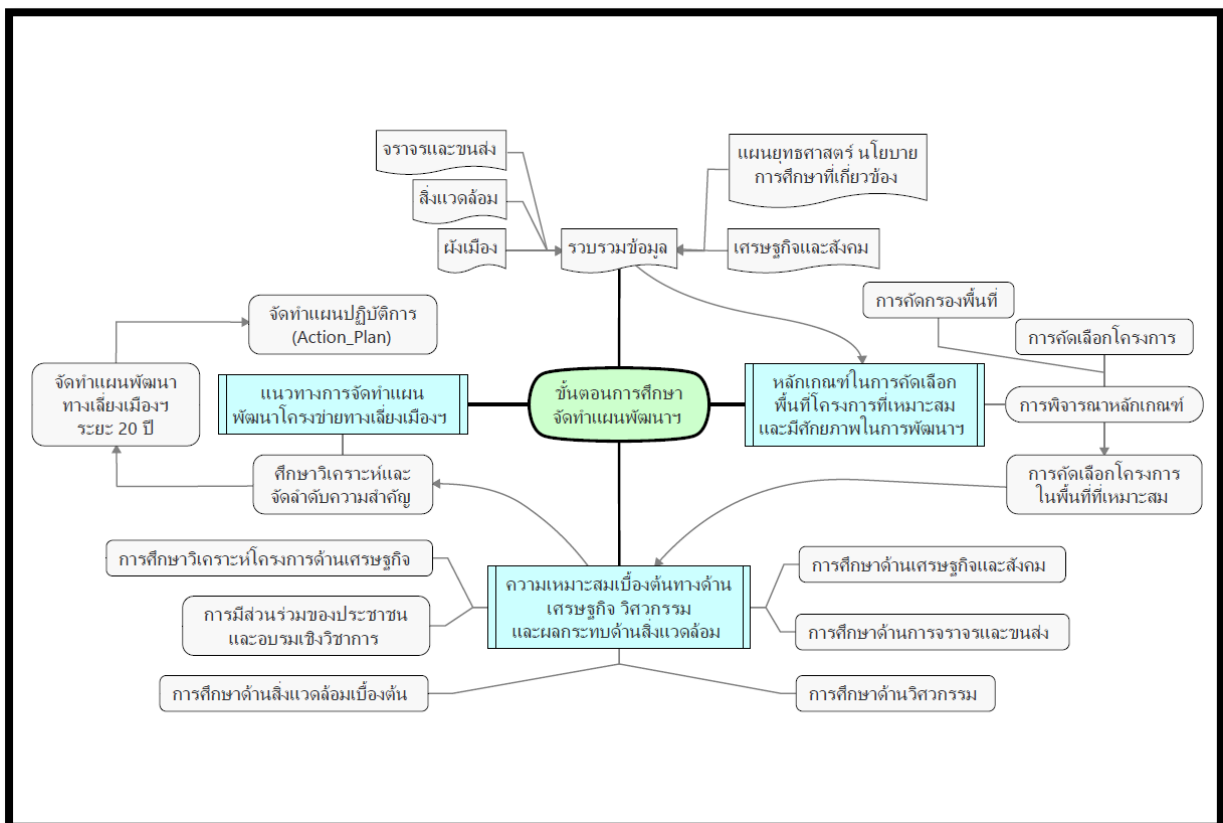 จราจรและขนส่ง
สิ่งแวดล้อม
ผังเมือง
รวบรวมข้อมูล
แผนยุทธศาสตร์ นโยบาย
การศึกษาที่เกี่ยวข้อง
เศรษฐกิจและสังคม
จัดทำแผนปฏิบัติการ
(Action_Plan)
จัดทำแผนพัฒนา
ทางเลี่ยงเมืองฯ
ระยะ 20 ปี
แนวทางการจัดทำแผน
พัฒนาโครงข่ายทางเลี่ยงเมืองฯ
ศึกษาวิเคราะห์และ
จัดลำดับความสำคัญ
ขั้นตอนการศึกษา
จัดทำแผนพัฒนาฯ
หลักเกณฑ์ในการคัดเลือก
พื้นที่โครงการที่เหมาะสม
และมีศักยภาพในการพัฒนาฯ
การคัดกรองพื้นที่
การคัดเลือกโครงการ
การพิจารณาหลักเกณฑ์
การคัดเลือกโครงการ
ในพื้นที่ที่เหมาะสม
การศึกษาวิเคราะห์โครงการด้านเศรษฐกิจ
การมีส่วนร่วมของประชาชน
และอบรมเชิงวิชาการ
การศึกษาด้านสิ่งแวดล้อมเบื้องต้น
ความเหมาะสมเบื้องต้นทางด้าน
เศรษฐกิจ วิศวกรรม
และผลกระทบด้านสิ่งแวดล้อม
การศึกษาด้านเศรษฐกิจและสังคม
การศึกษาด้านการจราจรและขนส่ง
การศึกษาด้านวิศวกรรม